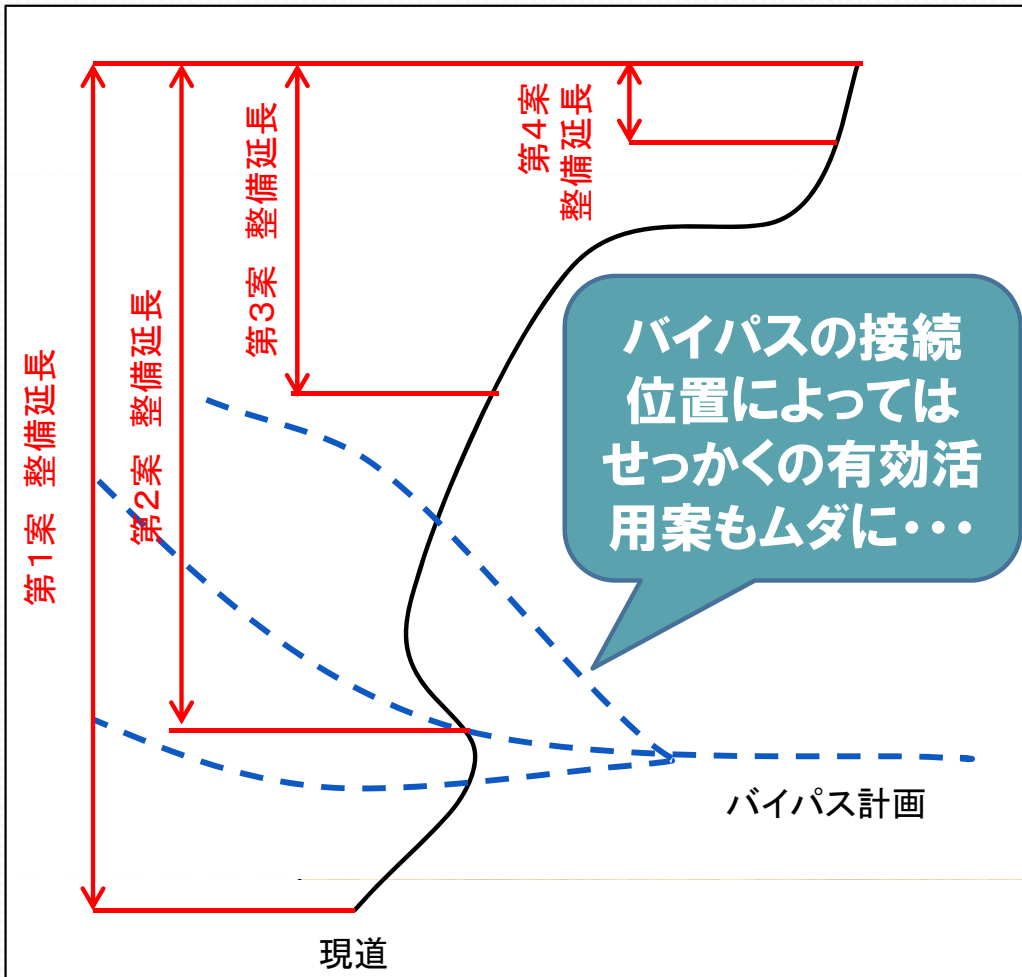 第1案　整備延長
第2案　整備延長
第3案　整備延長
第4案
整備延長
バイパスの接続
位置によっては
せっかくの有効活
用案もムダに・・・
バイパス計画
現道